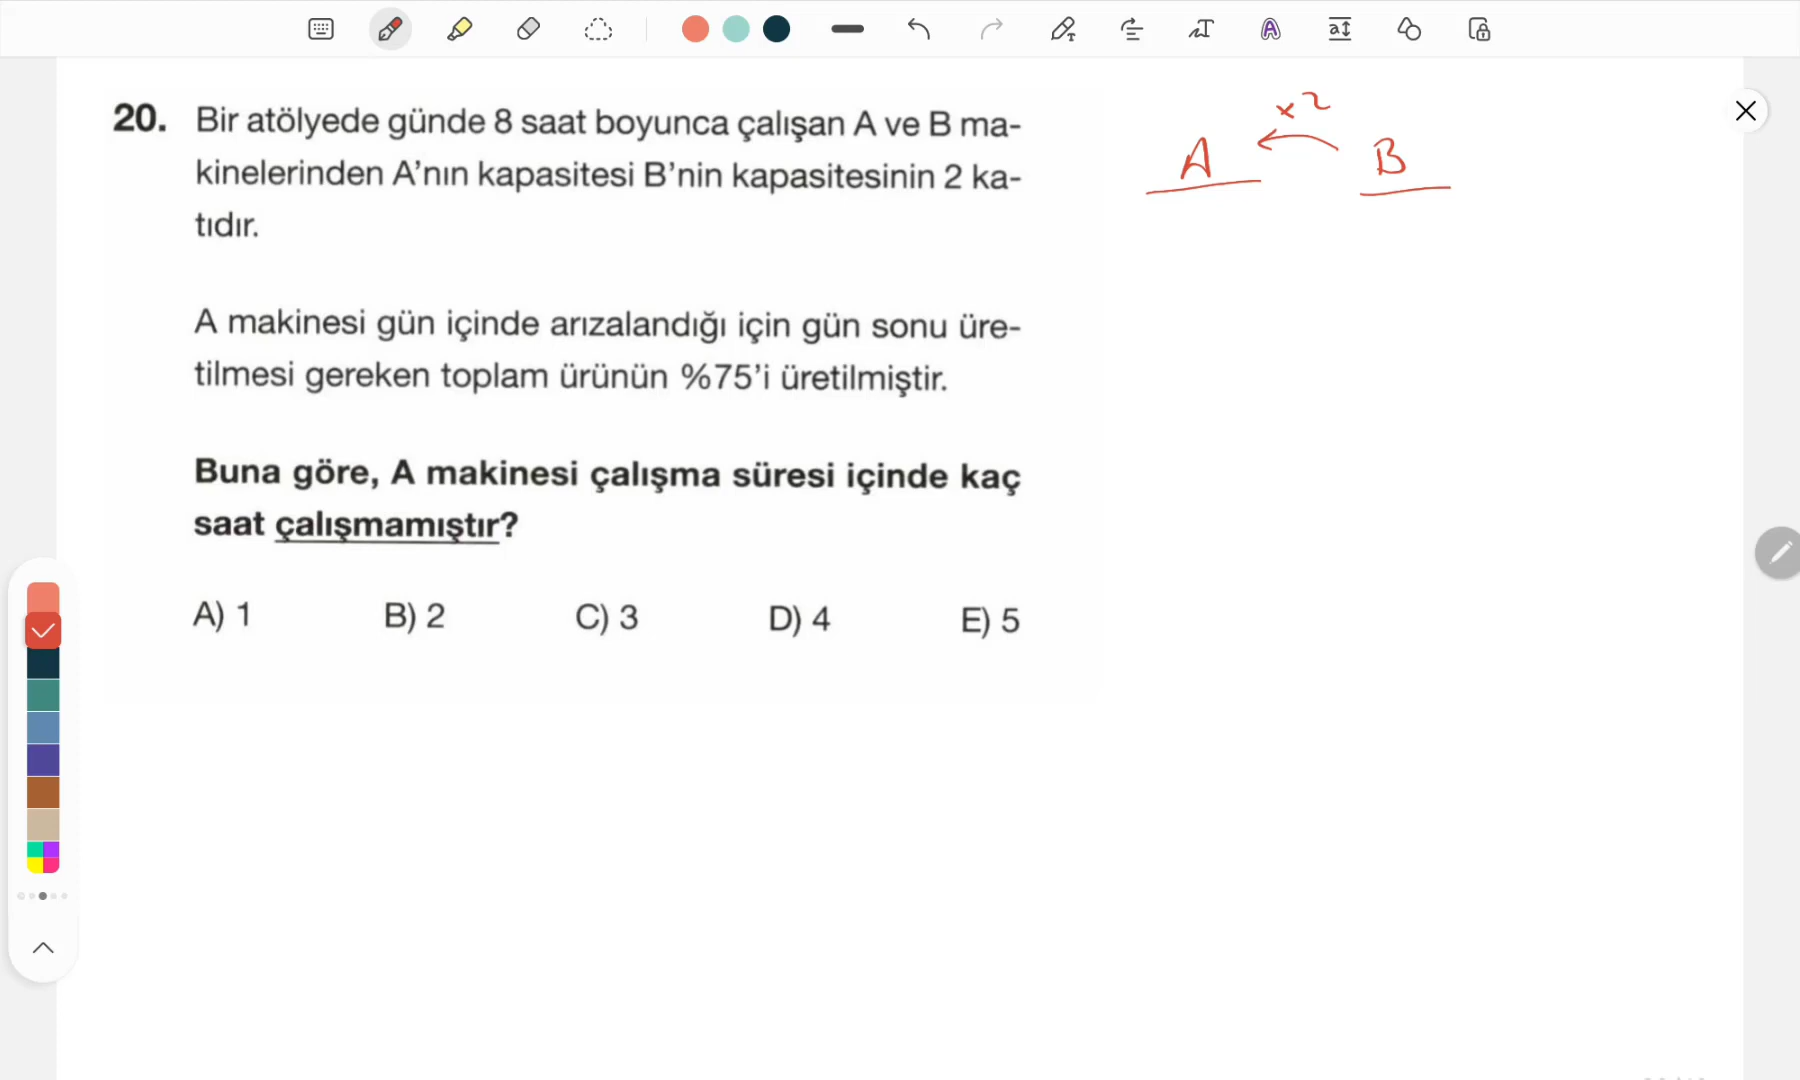 20. Bir atölyede günde 8 saat boyunca çalışan A ve B ma-
kinelerinden A'nın kapasitesi B'nin kapasitesinin 2 ka-
tıdır.
A makinesi gün içinde arızalandığı için gün sonu üre-
tilmesi gereken toplam ürünün %75'i üretilmiştir.
Buna göre, A makinesi çalışma süresi içinde kaç
saat çalışmamıştır?
A) 1 B) 2 C) 3 D) 4 E) 5
x2
A B